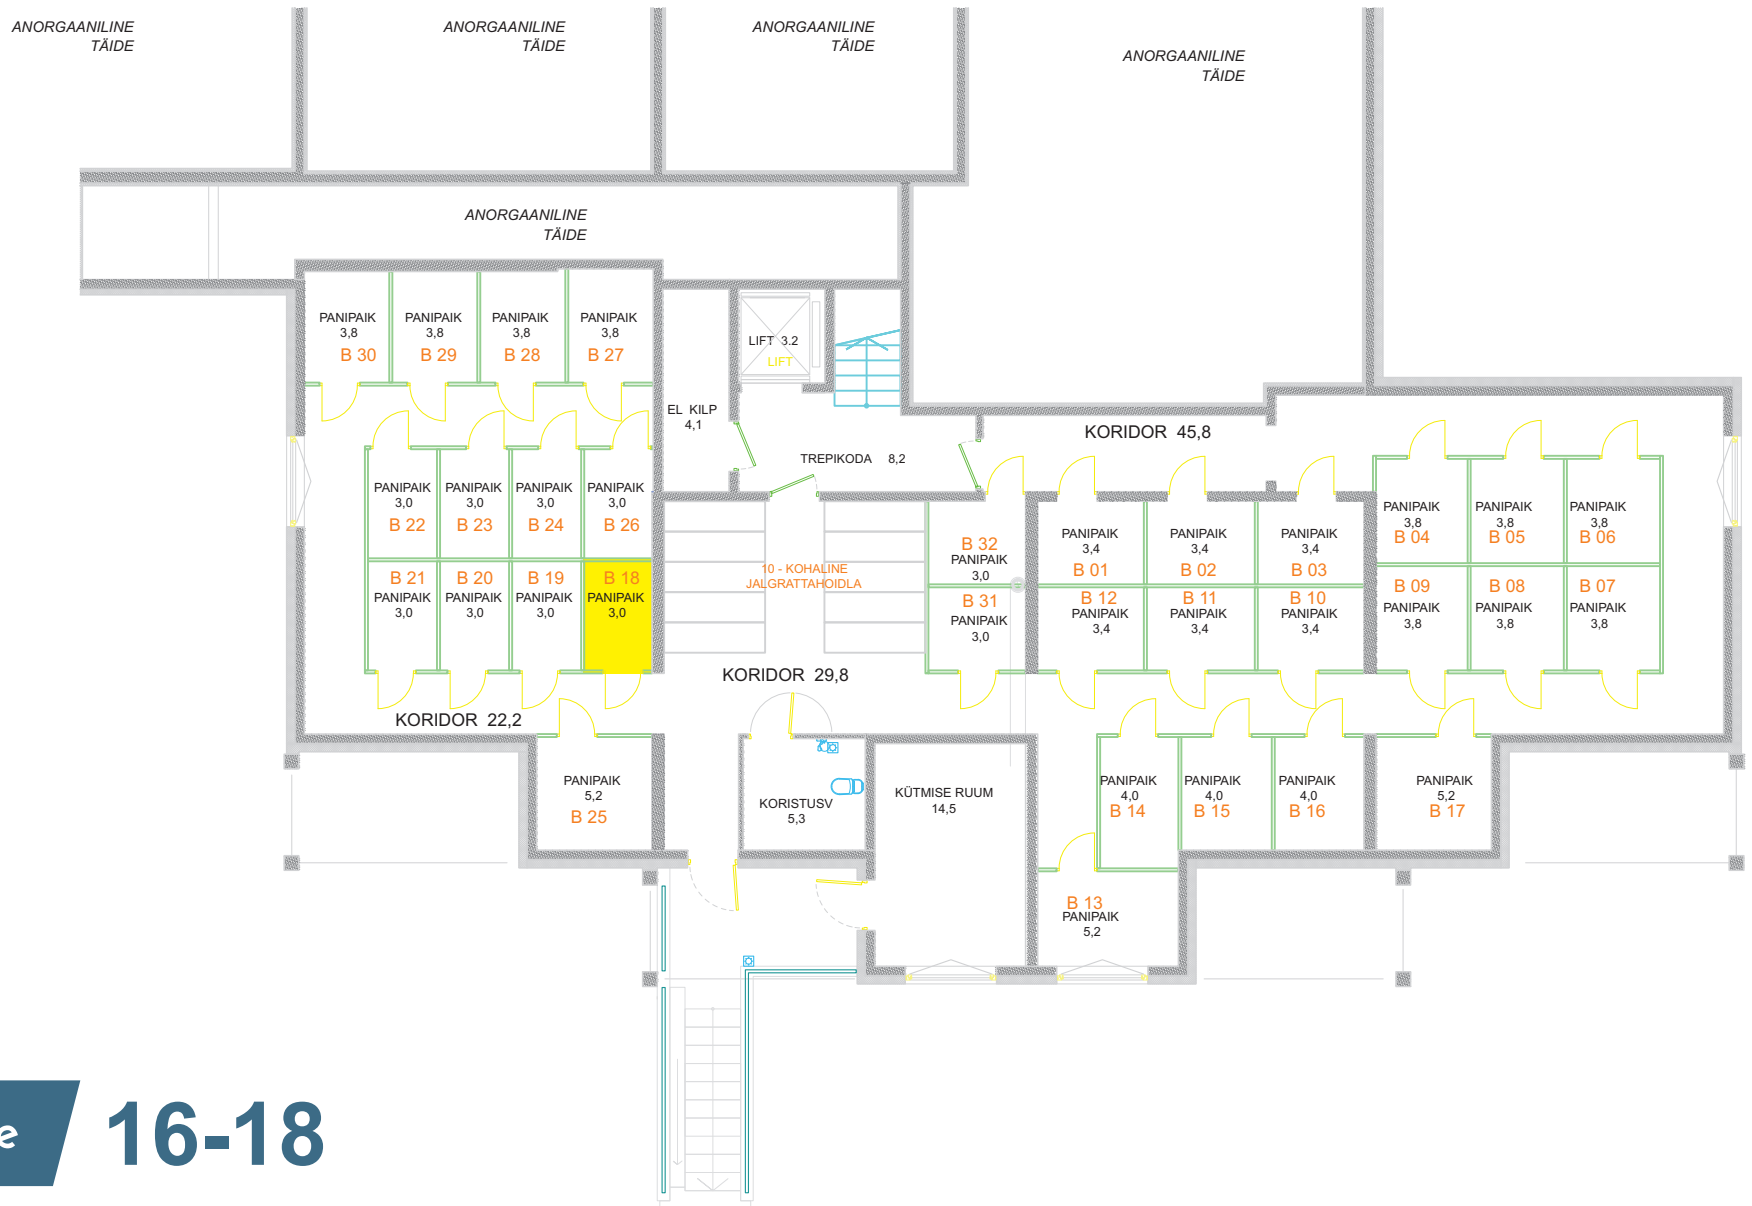 ANORGAANILINE
TÄIDE
ANORGAANILINE
TÄIDE
ANORGAANILINE
TÄIDE
ANORGAANILINE
TÄIDE
ANORGAANILINE
TÄIDE
PANIPAIK
3,8
B 30
PANIPAIK
3,8
B 29
PANIPAIK
3,8
B 28
PANIPAIK
3,8
B 27
LIFT 3.2
LIFT
EL KILP
4,1
TREPIKODA 8,2
KORIDOR 45,8
PANIPAIK
3,0
B 22
PANIPAIK
3,0
B 23
PANIPAIK
3,0
B 24
PANIPAIK
3,0
B 26
B 21
PANIPAIK
3,0
B 20
PANIPAIK
3,0
B 19
PANIPAIK
3,0
B 18
PANIPAIK
3,0
10 - KOHALINE
JALGRATTAHOIDLA
B 32
PANIPAIK
3,0
B 31
PANIPAIK
3,0
PANIPAIK
3,4
B 01
PANIPAIK
3,4
B 02
PANIPAIK
3,4
B 03
B 12
PANIPAIK
3,4
B 11
PANIPAIK
3,4
B 10
PANIPAIK
3,4
PANIPAIK
3,8
B 04
PANIPAIK
3,8
B 05
PANIPAIK
3,8
B 06
B 09
PANIPAIK
3,8
B 08
PANIPAIK
3,8
B 07
PANIPAIK
3,8
KORIDOR 29,8
KORIDOR 22,2
PANIPAIK
5,2
B 25
KORISTUSV
5,3
KÜTMISE RUUM
14,5
PANIPAIK
4,0
B 14
PANIPAIK
4,0
B 15
PANIPAIK
4,0
B 16
PANIPAIK
5,2
B 17
B 13
PANIPAIK
5,2
e
16-18